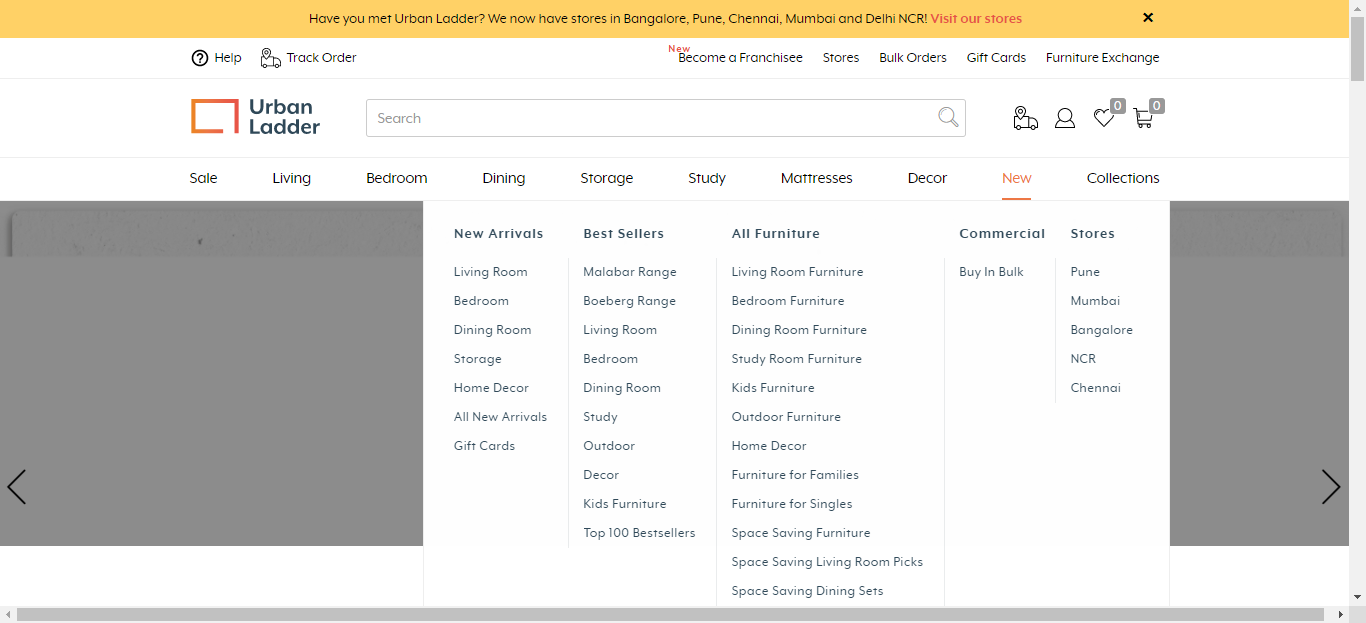 Have you met Urban Ladder? We now have stores in Bangalore, Pune, Chennai, Mumbai and Delhi NCR! Visit our stores
Help
Track Order
New
Become a Franchisee
Stores
Bulk Orders
Gift Cards
Furniture Exchange
Urban
Ladder
Search
0
0
Sale
Living
Bedroom
Dining
Storage
Study
Mattresses
Decor
New
Collections
New Arrivals
Living Room
Bedroom
Dining Room
Storage
Home Decor
All New Arrivals
Gift Cards
Best Sellers
Malabar Range
Boeberg Range
Living Room
Bedroom
Dining Room
Study
Outdoor
Decor
Kids Furniture
Top 100 Bestsellers
All Furniture
Living Room Furniture
Bedroom Furniture
Dining Room Furniture
Study Room Furniture
Kids Furniture
Outdoor Furniture
Home Decor
Furniture for Families
Furniture for Singles
Space Saving Furniture
Space Saving Living Room Picks
Space Saving Dining Sets
Commercial
Buy In Bulk
Stores
Pune
Mumbai
Bangalore
NCR
Chennai